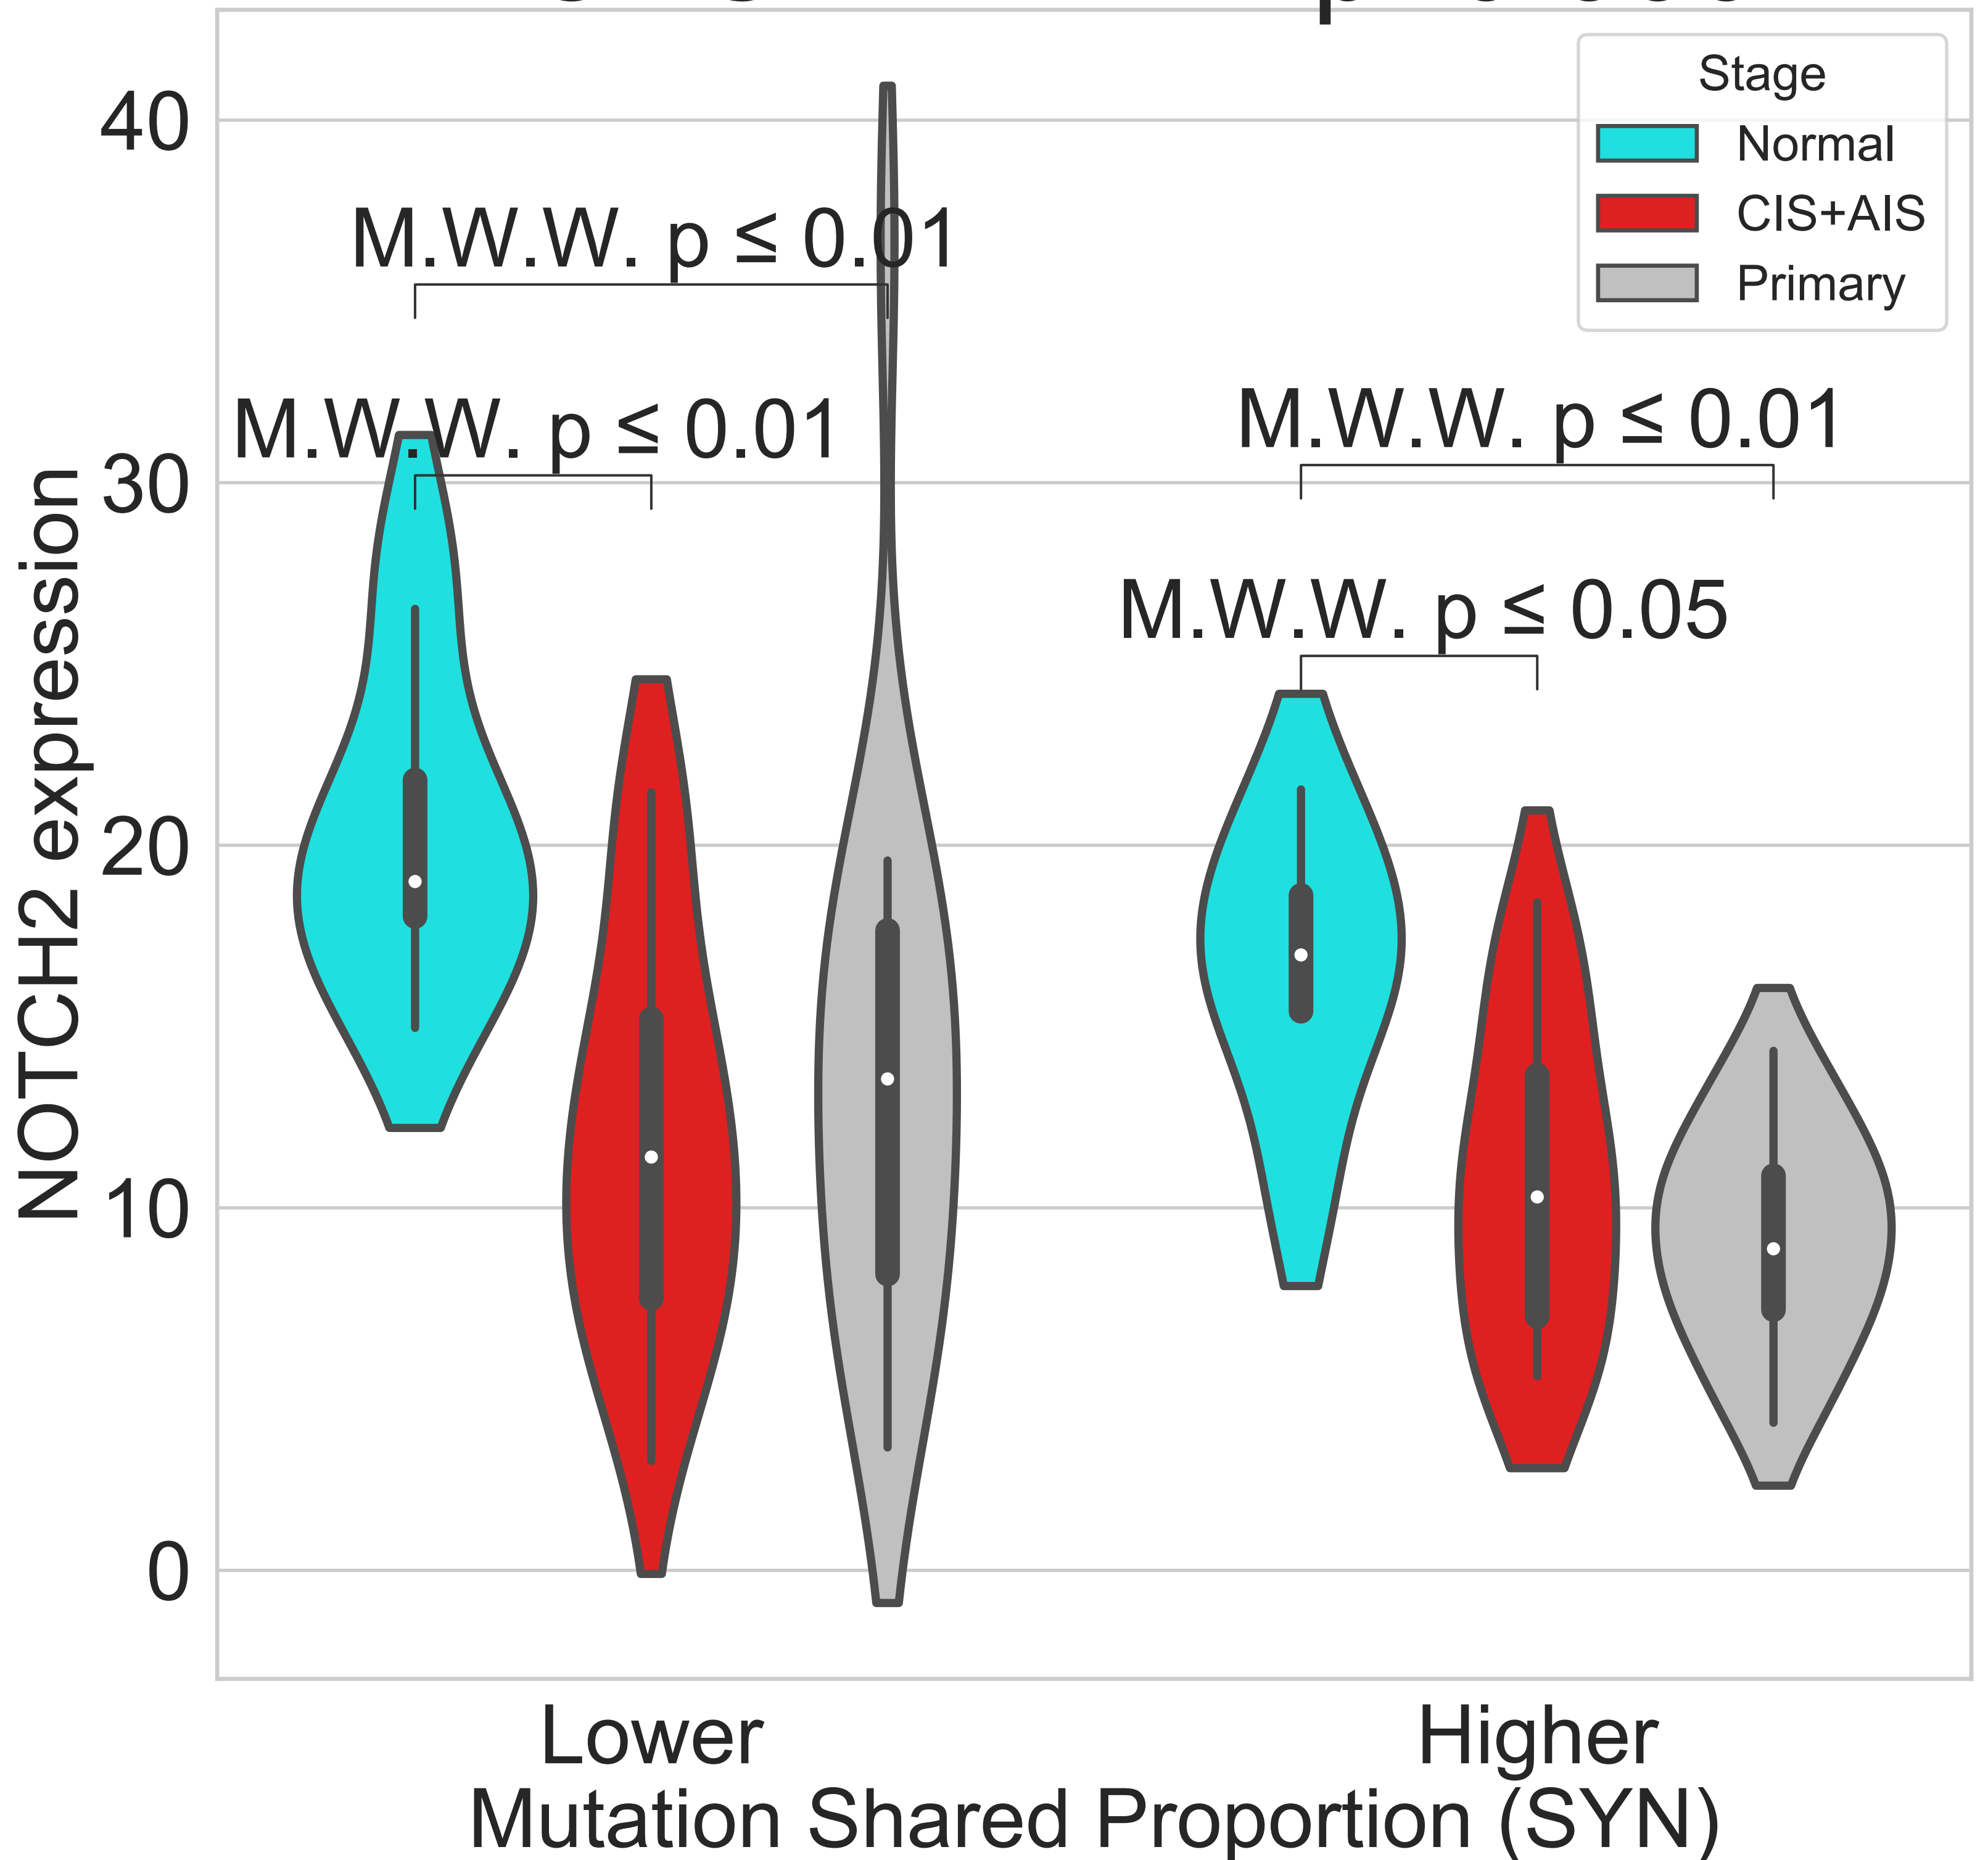 Stage
Normal
CIS+AIS
Primary
40
30
20
10
0
NOTCH2 expression
M.W.W. p ≤ 0.01
M.W.W. p ≤ 0.01
M.W.W. p ≤ 0.01
M.W.W. p ≤ 0.05
Lower
Higher
Mutation Shared Proportion (SYN)